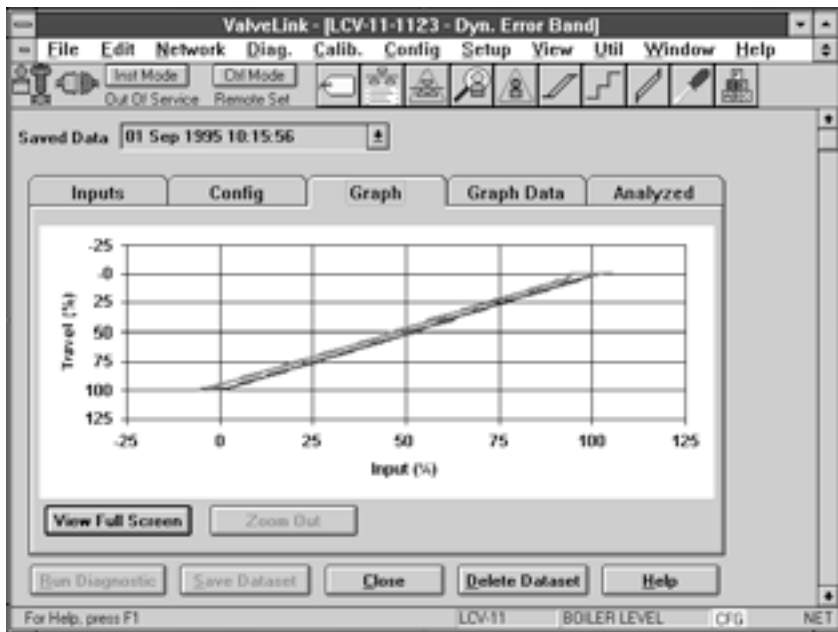 ValveLink - [LCV-11-1123 - Dyn. Error Band]
File Edit Network Diag. Calib. Config Setup View Util Window Help
Inst Mode Ctl Mode
Out Of Service Remote Set
Saved Data 01 Sep 1995 10:15:56
Inputs Config Graph Graph Data Analyzed
-25
-0
25
50
75
100
125
Travel (%)
-25 0 25 50 75 100 125
Input (%)
View Full Screen Zoom Out
Run Diagnostic Save Dataset Close Delete Dataset Help
For Help, press F1 LCV-11 BOILER LEVEL CFG NET